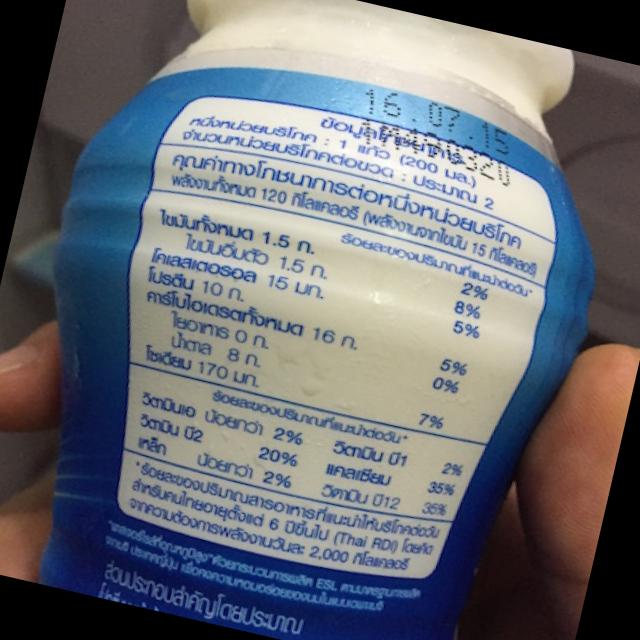 16 07 15
ข้อมูล
หนึ่งหน่วยบริโภค : 1 แก้ว (200 มล.)
จำนวนหน่วยบริโภคต่อขวด : ประมาณ 2
คุณค่าทางโภชนาการต่อหนึ่งหน่วยบริโภค
พลังงานทั้งหมด 120 กิโลแคลอรี (พลังงานจากไขมัน 15 กิโลแคลอรี)
ร้อยละของปริมาณที่แนะนำต่อวัน*
ไขมันทั้งหมด 1.5 ก. 2%
ไขมันอิ่มตัว 1.5 ก. 8%
โคเลสเตอรอล 15 มก. 5%
โปรตีน 10 ก.
คาร์โบไฮเดรตทั้งหมด 16 ก. 5%
ใยอาหาร 0 ก. 0%
น้ำตาล 8 ก.
โซเดียม 170 มก. 7%
ร้อยละของปริมาณที่แนะนำต่อวัน*
วิตามินเอ น้อยกว่า 2% วิตามิน บี1 2%
วิตามิน บี2 20% แคลเซียม 35%
เหล็ก น้อยกว่า 2% วิตามิน บี12 35%
*ร้อยละของปริมาณสารอาหารที่แนะนำให้บริโภคต่อวัน
สำหรับคนไทยอายุตั้งแต่ 6 ปีขึ้นไป (Thai RDI) โดยคิด
จากความต้องการพลังงานวันละ 2,000 กิโลแคลอรี
ESL
ส่วนประกอบสำคัญโดยประมาณ